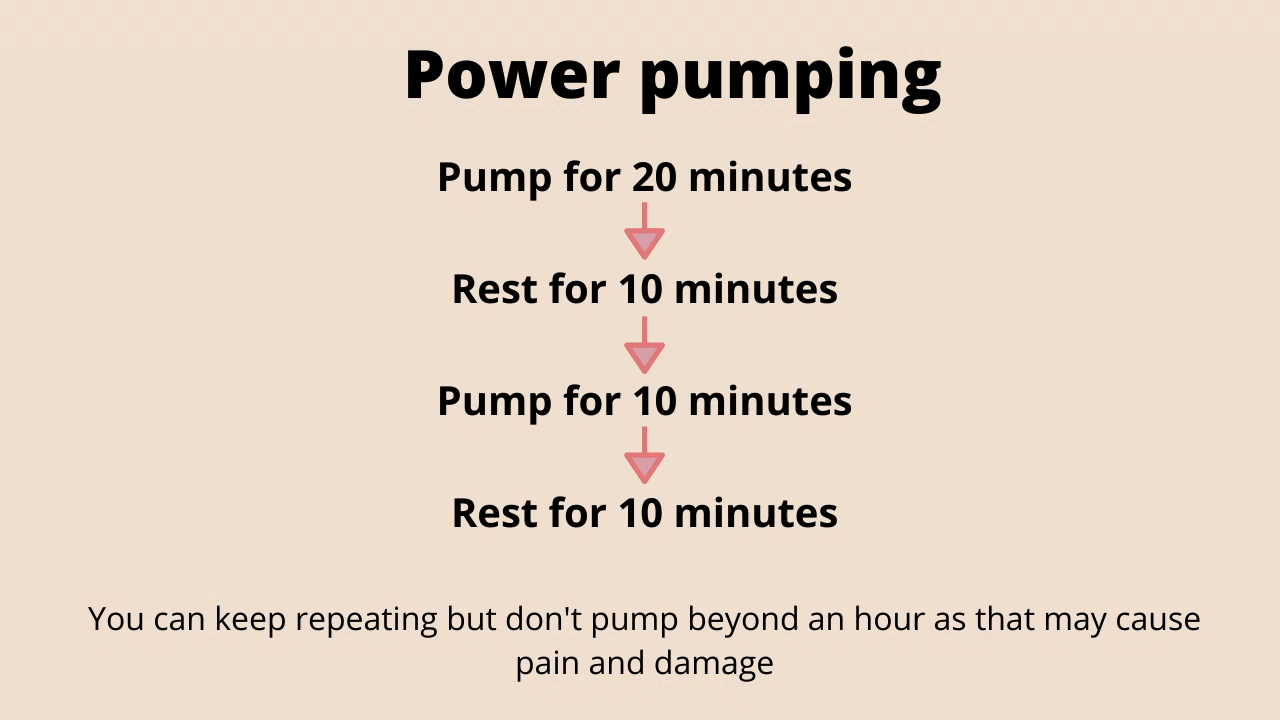 Power pumping
Pump for 20 minutes
Rest for 10 minutes
Pump for 10 minutes
Rest for 10 minutes
You can keep repeating but don't pump beyond an hour as that may cause
pain and damage